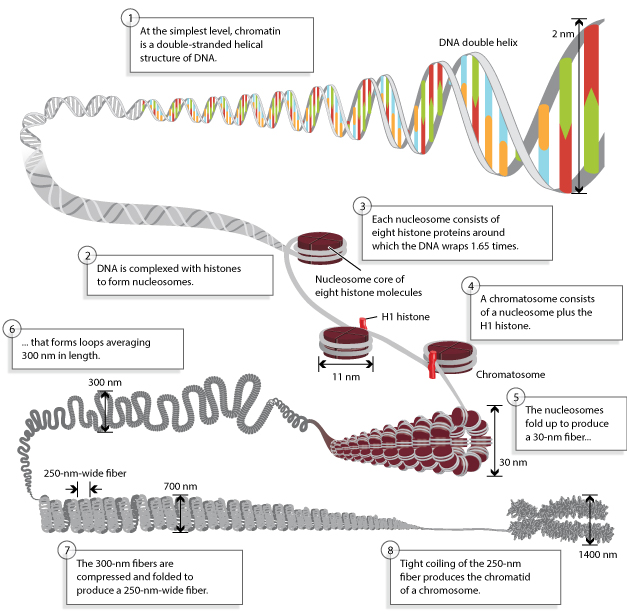 1
At the simplest level, chromatin
is a double-stranded helical
structure of DNA.
DNA double helix
2 nm
3
Each nucleosome consists of
eight histone proteins around
which the DNA wraps 1.65 times.
2
DNA is complexed with histones
to form nucleosomes.
Nucleosome core of
eight histone molecules
4
A chromatosome consists
of a nucleosome plus the
H1 histone.
H1 histone
6
... that forms loops averaging
300 nm in length.
11 nm
Chromatosome
300 nm
5
The nucleosomes
fold up to produce
a 30-nm fiber...
30 nm
250-nm-wide fiber
700 nm
1400 nm
7
The 300-nm fibers are
compressed and folded to
produce a 250-nm-wide fiber.
8
Tight coiling of the 250-nm
fiber produces the chromatid
of a chromosome.